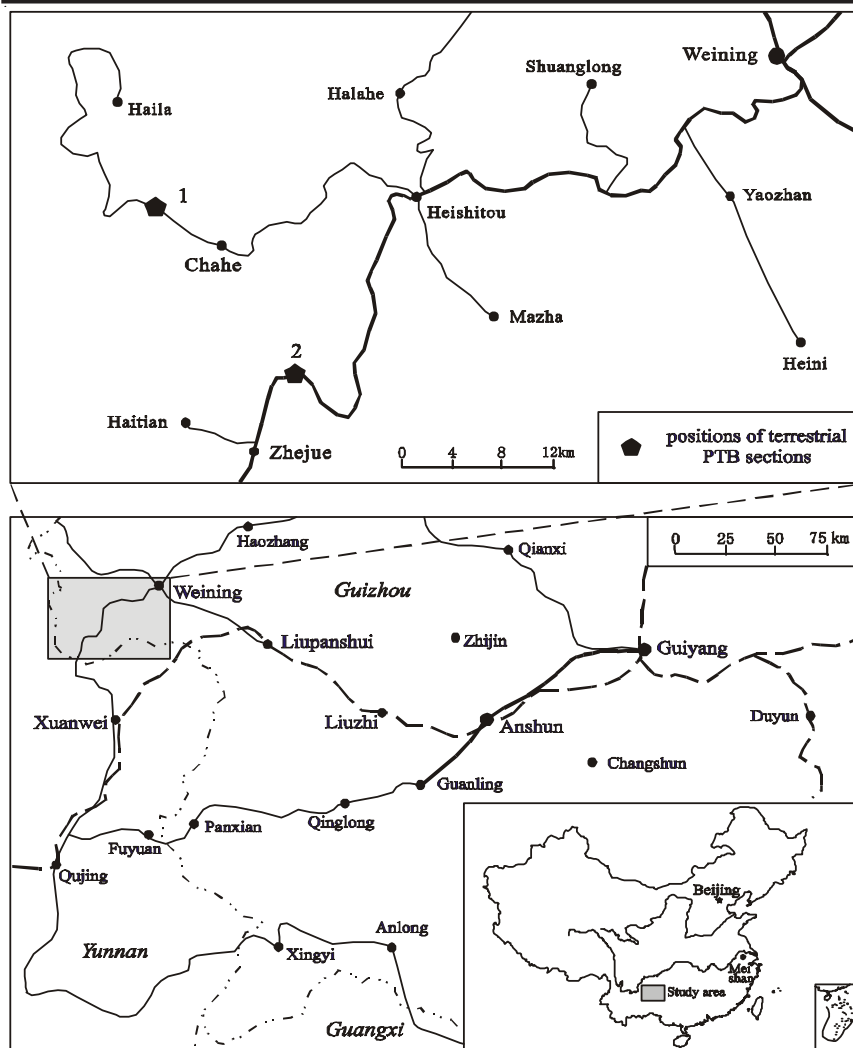 Weining
Shuanglong
Halahe
Haila
1
Yaozhan
Heishitou
Chahe
Mazha
2
Heini
Haitian
Zhejue
0 4 8 12km
positions of terrestrial
PTB sections
Haozhang
Qianxi
0 25 50 75 km
Weining
Guizhou
Liupanshui
Zhijin
Guiyang
Xuanwei
Liuzhi
Anshun
Duyun
Changshun
Guanling
Panxian
Qinglong
Fuyuan
Qujing
Beijing
Anlong
Yunnan
Xingyi
Mei
shan
Study area
Guangxi